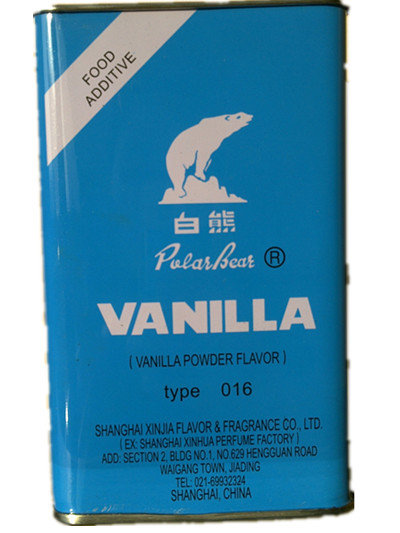 FOOD
ADDITIVE
白熊
Polar Bear ®
VANILLA
( VANILLA POWDER FLAVOR )
type 016
SHANGHAI XINJIA FLAVOR & FRAGRANCE CO., LTD.
( EX: SHANGHAI XINHUA PERFUME FACTORY )
ADD: SECTION 2, BLDG NO.1, NO.629 HENGGUAN ROAD
WAIGANG TOWN, JIADING
TEL: 021-69932324
SHANGHAI, CHINA